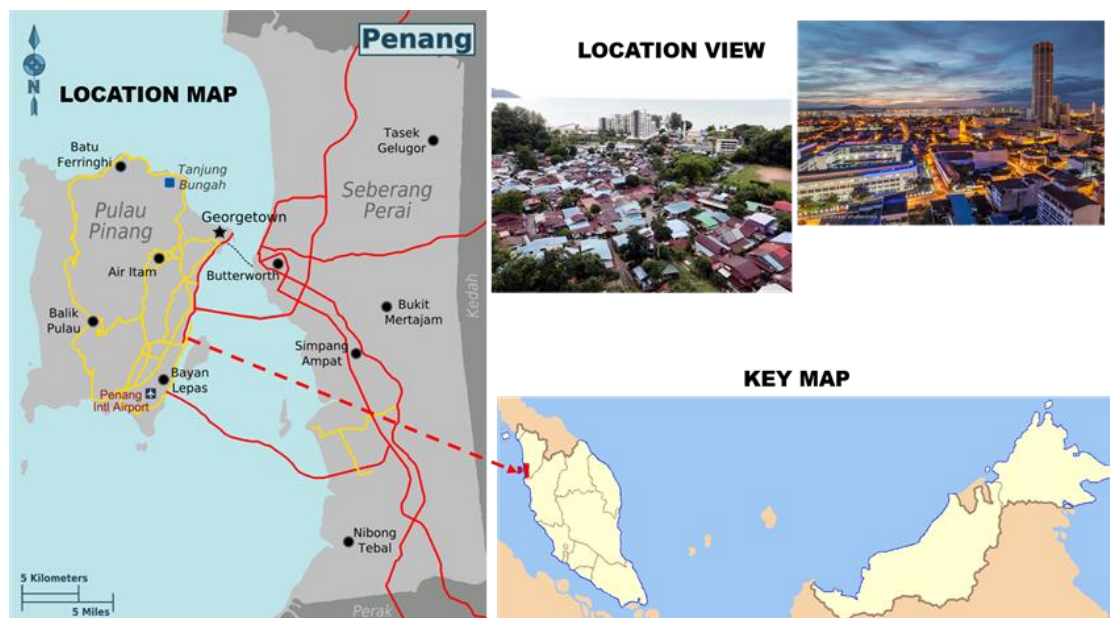 Penang
N
LOCATION MAP
Batu
Ferringhi
Tanjung
Bungah
Tasek
Gelugor
Pulau
Pinang
Georgetown
Seberang
Perai
Air Itam
Butterworth
Kedah
Balik
Pulau
Bukit
Mertajam
Simpang
Ampat
Bayan
Lepas
Penang
Intl Airport
Nibong
Tebal
5 Kilometers
5 Miles
Perak
LOCATION VIEW
KEY MAP